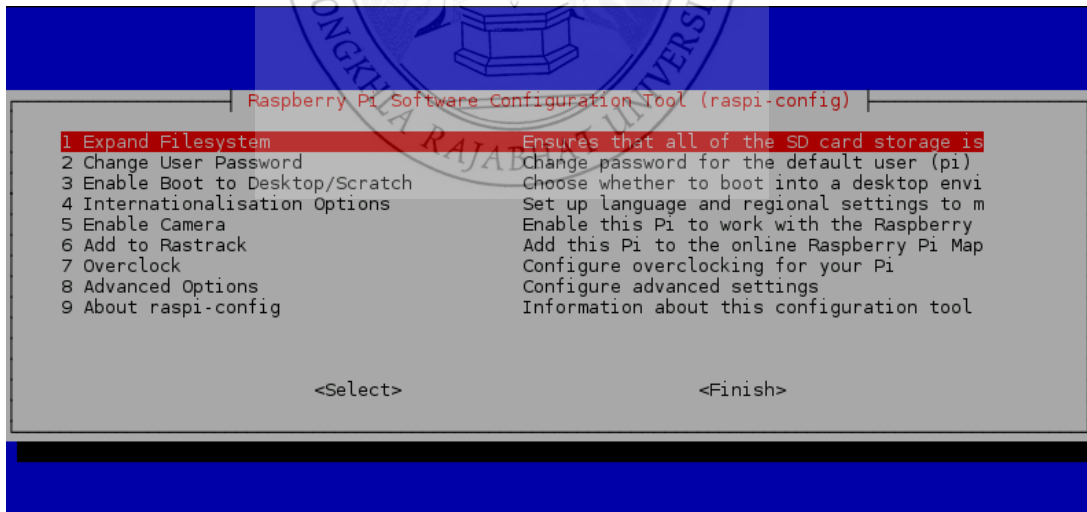 ONGKHLA RAJABHAT UNIVERSI
Raspberry Pi Software Configuration Tool (raspi-config)
1 Expand Filesystem Ensures that all of the SD card storage is
2 Change User Password Change password for the default user (pi)
3 Enable Boot to Desktop/Scratch Choose whether to boot into a desktop envi
4 Internationalisation Options Set up language and regional settings to m
5 Enable Camera Enable this Pi to work with the Raspberry
6 Add to Rastrack Add this Pi to the online Raspberry Pi Map
7 Overclock Configure overclocking for your Pi
8 Advanced Options Configure advanced settings
9 About raspi-config Information about this configuration tool
<Select> <Finish>